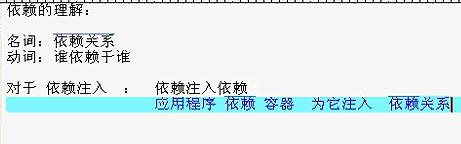 依赖的理解:
名词: 依赖关系
动词: 谁依赖于谁
对于 依赖注入 : 依赖注入依赖
应用程序 依赖 容器 为它注入 依赖关系